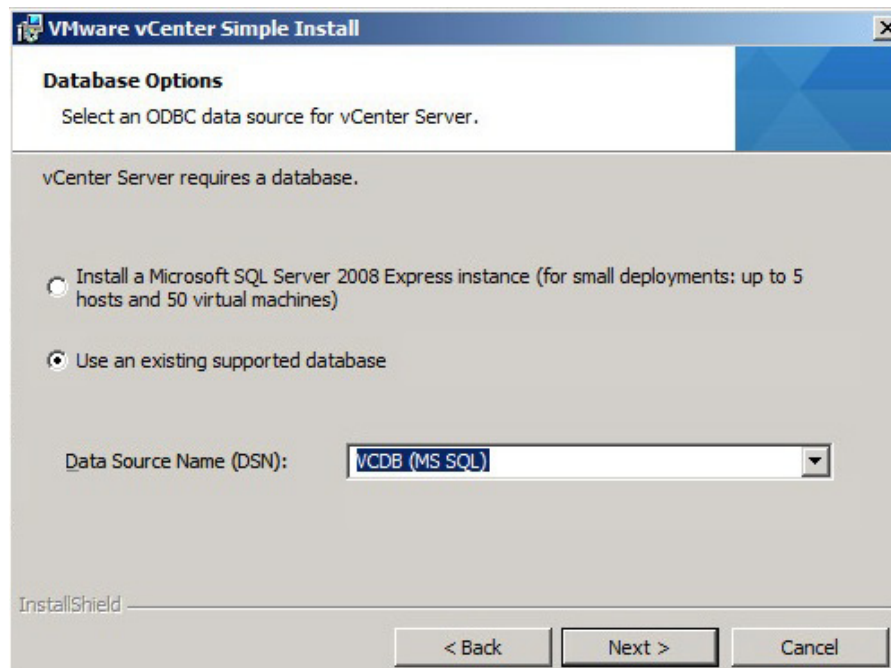 VMware vCenter Simple Install
Database Options
Select an ODBC data source for vCenter Server.
vCenter Server requires a database.
Install a Microsoft SQL Server 2008 Express instance (for small deployments: up to 5
hosts and 50 virtual machines)
Use an existing supported database
Data Source Name (DSN):
VCDB (MS SQL)
InstallShield
< Back
Next >
Cancel